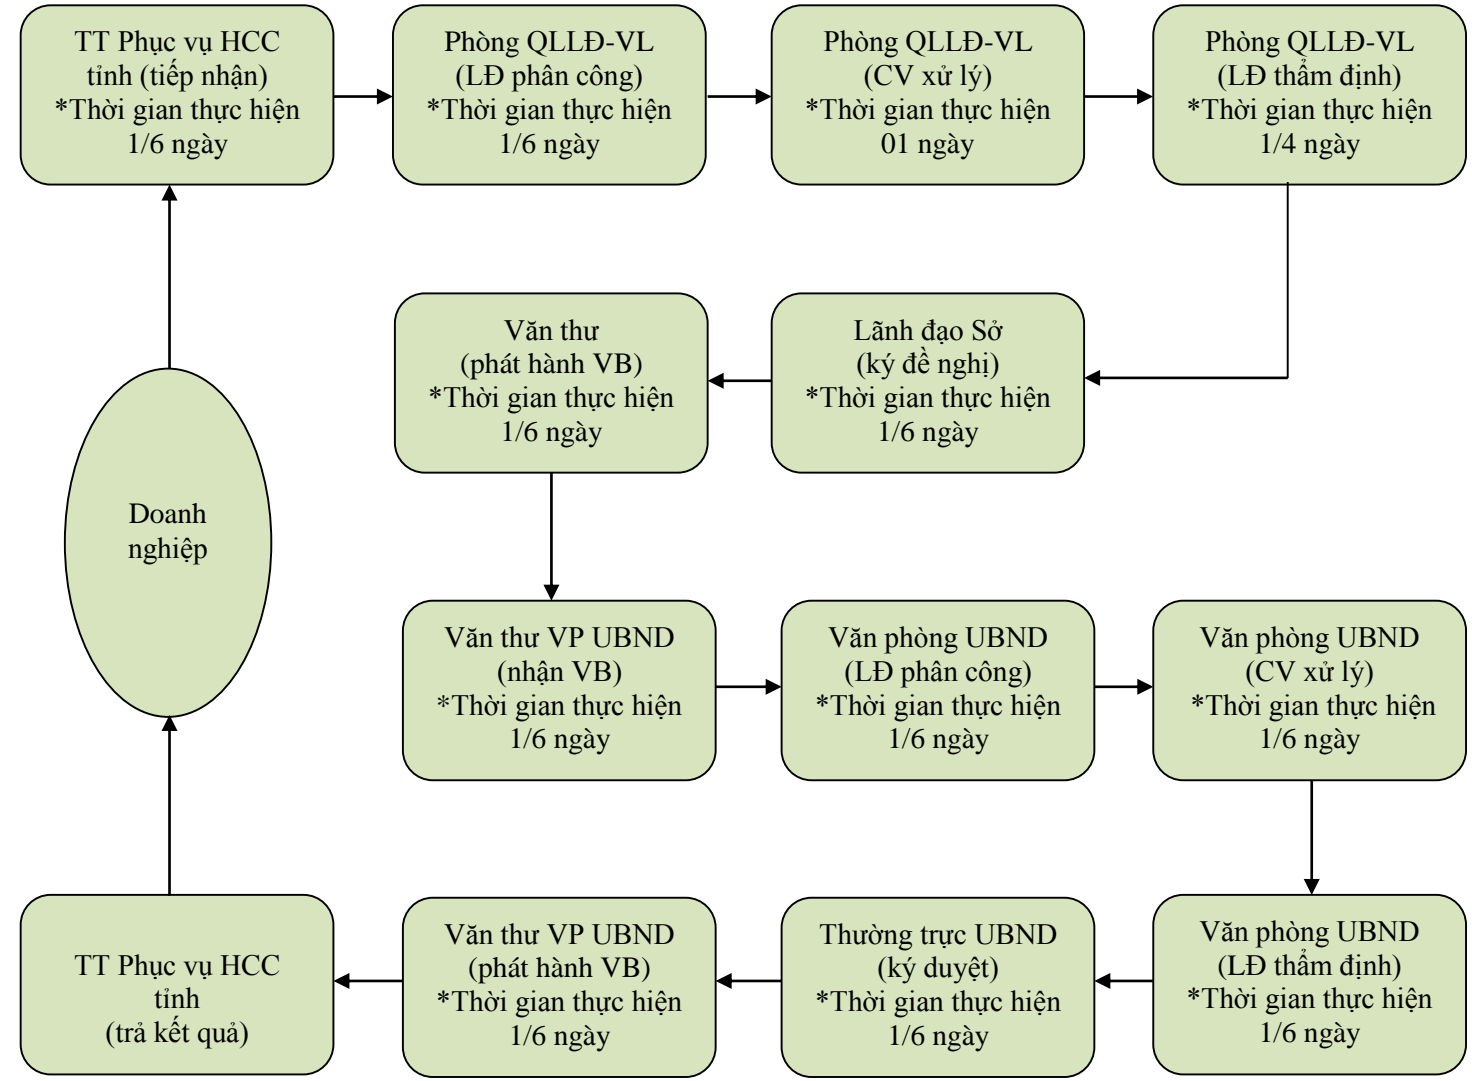 TT Phục vụ HCC
tỉnh (tiếp nhận)
*Thời gian thực hiện
1/6 ngày
Phòng QLLĐ-VL
(LĐ phân công)
*Thời gian thực hiện
1/6 ngày
Phòng QLLĐ-VL
(CV xử lý)
*Thời gian thực hiện
01 ngày
Phòng QLLĐ-VL
(LĐ thẩm định)
*Thời gian thực hiện
1/4 ngày
Lãnh đạo Sở
(ký đề nghị)
*Thời gian thực hiện
1/6 ngày
Văn thư
(phát hành VB)
*Thời gian thực hiện
1/6 ngày
Doanh
nghiệp
Văn thư VP UBND
(nhận VB)
*Thời gian thực hiện
1/6 ngày
Văn phòng UBND
(LĐ phân công)
*Thời gian thực hiện
1/6 ngày
Văn phòng UBND
(CV xử lý)
*Thời gian thực hiện
1/6 ngày
Văn phòng UBND
(LĐ thẩm định)
*Thời gian thực hiện
1/6 ngày
Thường trực UBND
(ký duyệt)
*Thời gian thực hiện
1/6 ngày
Văn thư VP UBND
(phát hành VB)
*Thời gian thực hiện
1/6 ngày
TT Phục vụ HCC
tỉnh
(trả kết quả)